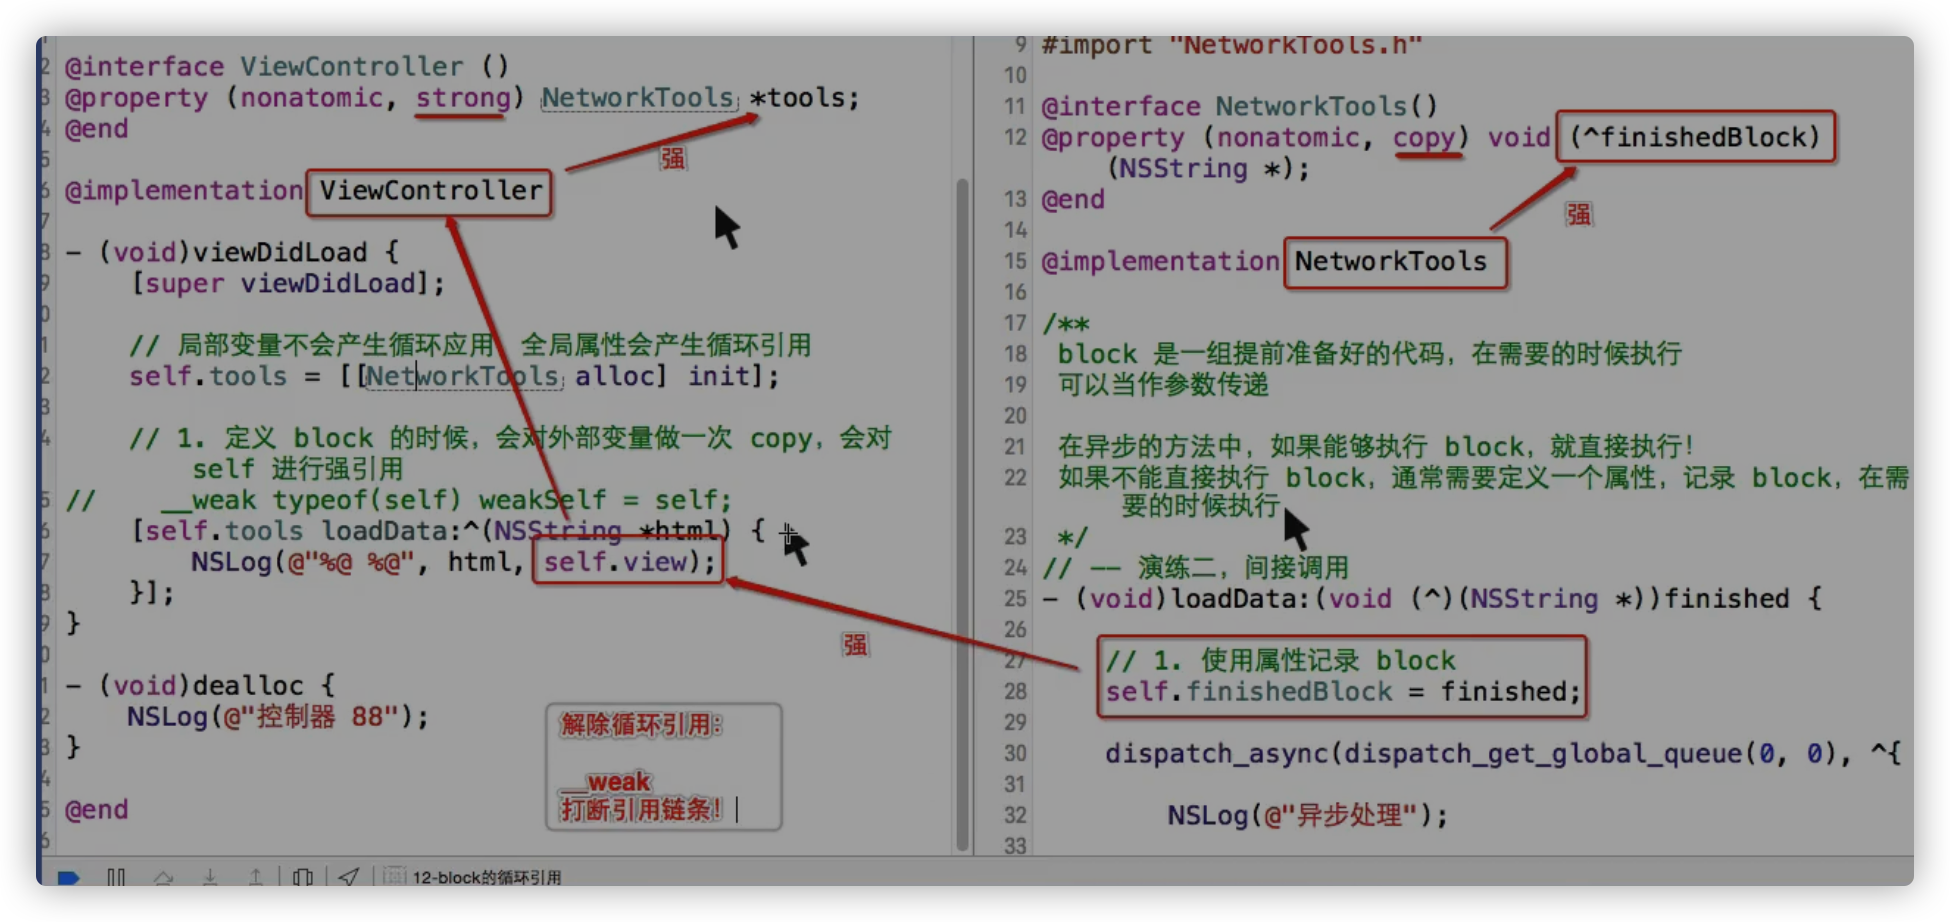 2 @interface ViewController ()
3 @property (nonatomic, strong) NetworkTools *tools;
4 @end
5
强
6 @implementation ViewController
7
8 - (void)viewDidLoad {
9 [super viewDidLoad];
0
1 // 局部变量不会产生循环应用 全局属性会产生循环引用
2 self.tools = [[NetworkTools alloc] init];
3
4 // 1. 定义 block 的时候，会对外部变量做一次 copy，会对
self 进行强引用
5 // __weak typeof(self) weakSelf = self;
6 [self.tools loadData:^(NSString *html) {
7 NSLog(@"%@ %@", html, self.view);
8 }];
9 }
强
0
1 - (void)dealloc {
2 NSLog(@"控制器 88");
3 }
4
5 @end
6
解除循环引用：
__weak
打断引用链条！
9 #import "NetworkTools.h"
10
11 @interface NetworkTools()
12 @property (nonatomic, copy) void (^finishedBlock)
(NSString *);
13 @end
强
14
15 @implementation NetworkTools
16
17 /**
18 block 是一组提前准备好的代码，在需要的时候执行
19 可以当作参数传递
20
21 在异步的方法中，如果能够执行 block，就直接执行！
22 如果不能直接执行 block，通常需要定义一个属性，记录 block，在需
要的时候执行
23 */
24 // -- 演练二，间接调用
25 - (void)loadData:(void (^)(NSString *))finished {
26
27 // 1. 使用属性记录 block
28 self.finishedBlock = finished;
29
30 dispatch_async(dispatch_get_global_queue(0, 0), ^{
31
32 NSLog(@"异步处理");
33
12-block的循环引用